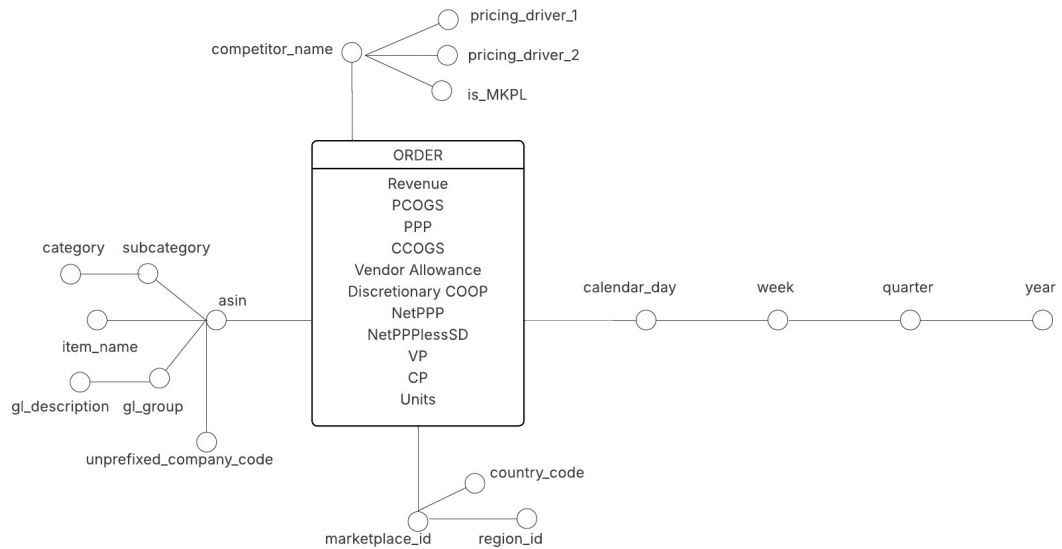 pricing_driver_1
competitor_name
pricing_driver_2
is_MKPL
ORDER
Revenue
PCOGS
PPP
CCOGS
Vendor Allowance
Discretionary COOP
NetPPP
NetPPPlessSD
VP
CP
Units
category
subcategory
asin
item_name
gl_description
gl_group
unprefixed_company_code
calendar_day
week
quarter
year
country_code
marketplace_id
region_id